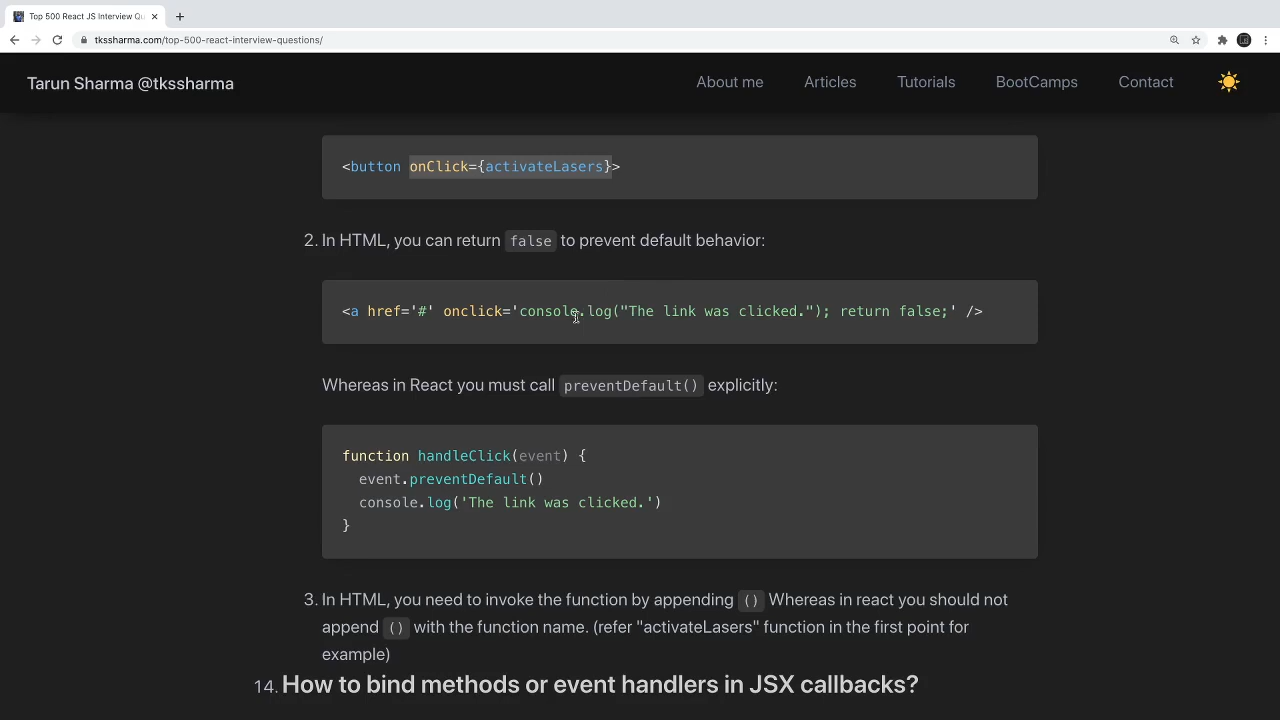 Top 500 React JS Interview Qu
tkssharma.com/top-500-react-interview-questions/
Tarun Sharma @tkssharma
About me
Articles
Tutorials
BootCamps
Contact
<button onClick={activateLasers}>
2. In HTML, you can return false to prevent default behavior:
<a href='#' onclick='console.log("The link was clicked."); return false;' />
Whereas in React you must call preventDefault() explicitly:
function handleClick(event) {
event.preventDefault()
console.log('The link was clicked.')
}
3. In HTML, you need to invoke the function by appending () Whereas in react you should not
append () with the function name. (refer "activateLasers" function in the first point for
example)
14. How to bind methods or event handlers in JSX callbacks?